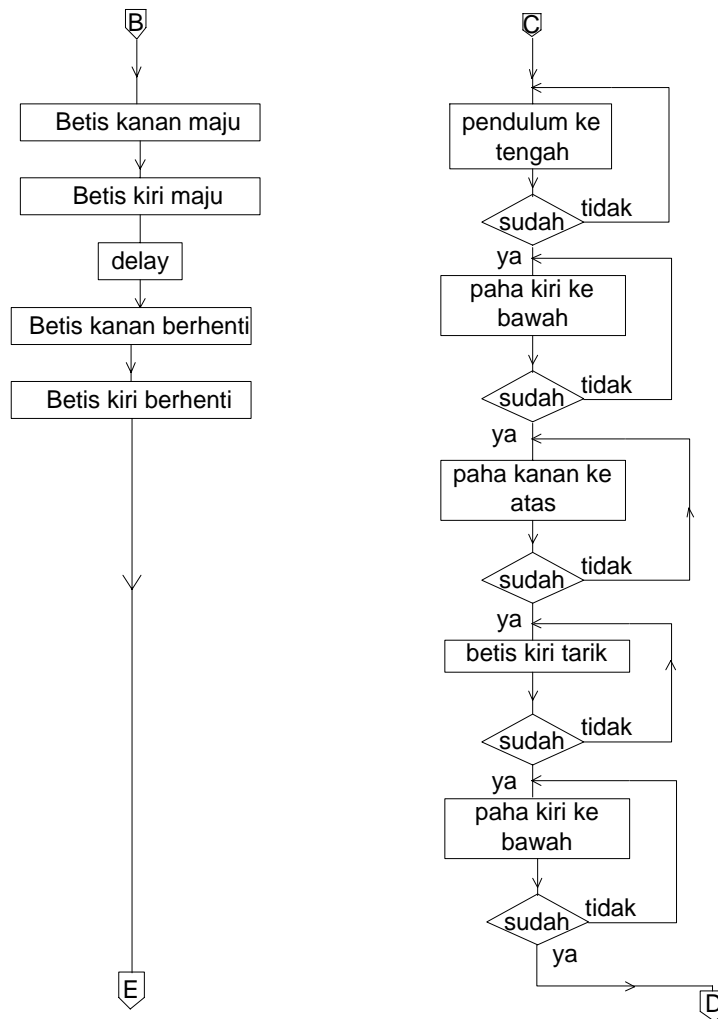 B
Betis kanan maju
Betis kiri maju
delay
Betis kanan berhenti
Betis kiri berhenti
E
C
pendulum ke
tengah
sudah
tidak
ya
paha kiri ke
bawah
sudah
tidak
ya
paha kanan ke
atas
sudah
tidak
ya
betis kiri tarik
sudah
tidak
ya
paha kiri ke
bawah
sudah
tidak
ya
D